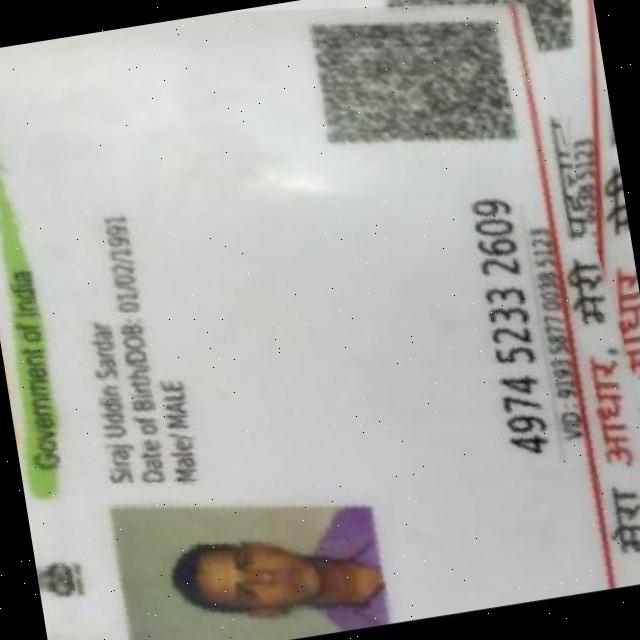 Government of India
Siraj Uddin Sardar
Date of Birth/DOB: 01/02/1991
Male/ MALE
4974 5233 2609
VID: 9197 5877 0038 5123
मेरा आधार, मेरी पहचान